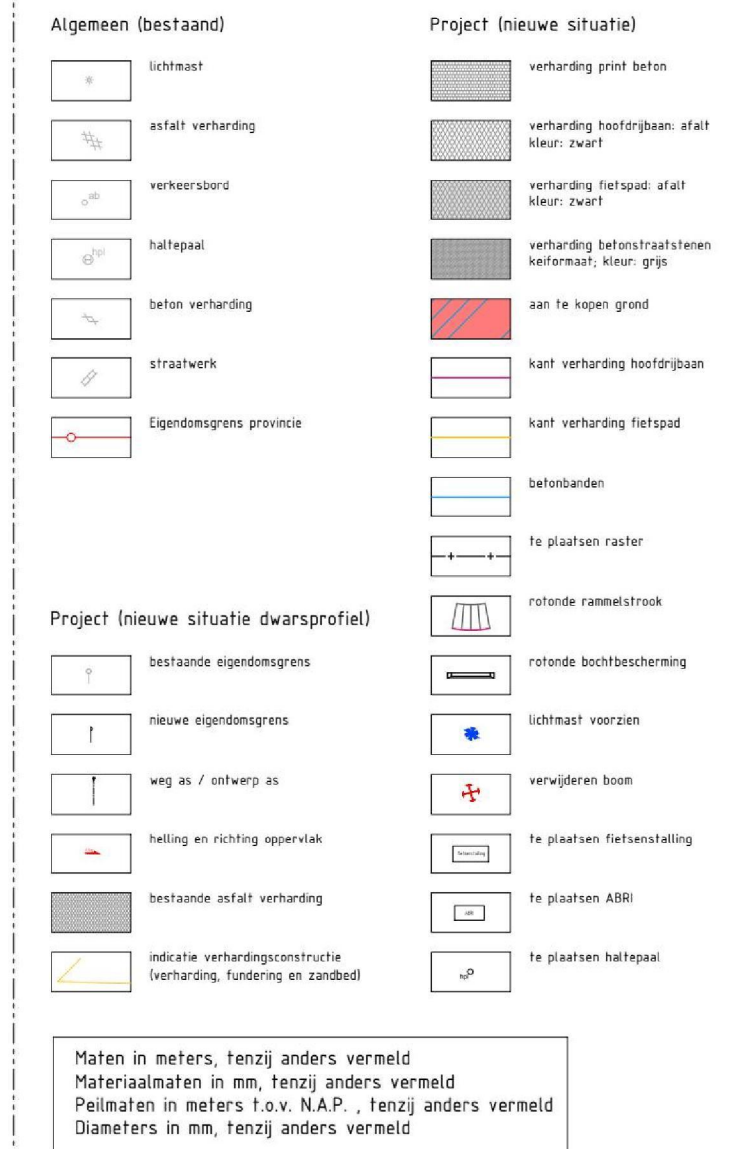 Algemeen (bestaand)
lichtmast
asfalt verharding
ab
verkeersbord
hpl
haltepaal
beton verharding
straatwerk
Eigendomsgrens provincie
Project (nieuwe situatie dwarsprofiel)
bestaande eigendomsgrens
nieuwe eigendomsgrens
weg as / ontwerp as
helling en richting oppervlak
bestaande asfalt verharding
indicatie verhardingsconstructie
(verharding, fundering en zandbed)
Project (nieuwe situatie)
verharding print beton
verharding hoofdrijbaan: afalt
kleur: zwart
verharding fietspad: afalt
kleur: zwart
verharding betonstraatstenen
keiformaat; kleur: grijs
aan te kopen grond
kant verharding hoofdrijbaan
kant verharding fietspad
betonbanden
te plaatsen raster
rotonde rammelstrook
rotonde bochtbescherming
lichtmast voorzien
verwijderen boom
fietsenstalling
te plaatsen fietsenstalling
ABRI
te plaatsen ABRI
hpl
te plaatsen haltepaal
Maten in meters, tenzij anders vermeld
Materiaalmaten in mm, tenzij anders vermeld
Peilmaten in meters t.o.v. N.A.P. , tenzij anders vermeld
Diameters in mm, tenzij anders vermeld